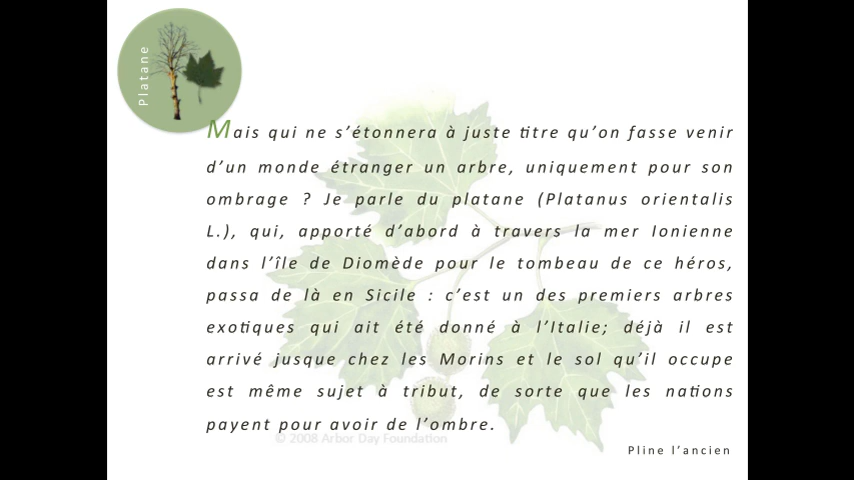 Platane
Mais qui ne s’étonnera à juste titre qu’on fasse venir
d’un monde étranger un arbre, uniquement pour son
ombrage ? Je parle du platane (Platanus orientalis
L.), qui, apporté d’abord à travers la mer Ionienne
dans l’île de Diomède pour le tombeau de ce héros,
passa de là en Sicile : c’est un des premiers arbres
exotiques qui ait été donné à l’Italie; déjà il est
arrivé jusque chez les Morins et le sol qu’il occupe
est même sujet à tribut, de sorte que les nations
payent pour avoir de l’ombre.
© 2008 Arbor Day Foundation
Pline l’ancien